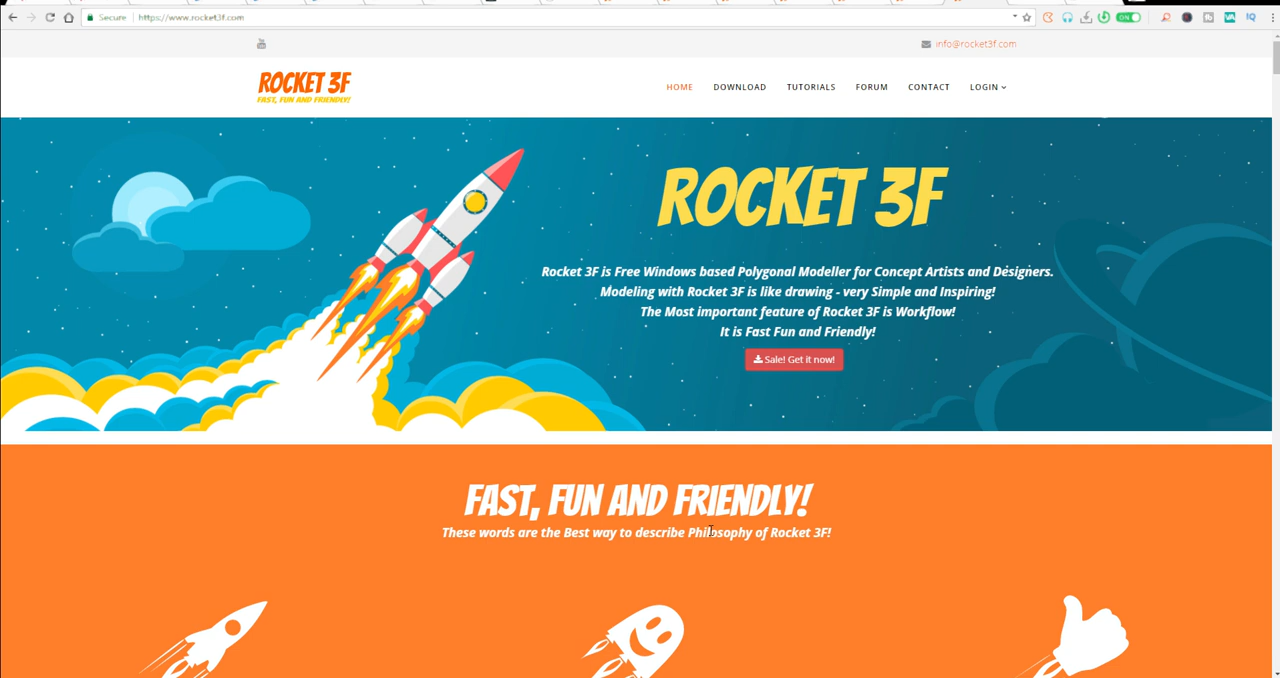 Secure https://www.rocket3f.com
ON
VA
IQ
info@rocket3f.com
ROCKET 3F
FAST, FUN AND FRIENDLY!
HOME DOWNLOAD TUTORIALS FORUM CONTACT LOGIN
ROCKET 3F
Rocket 3F is Free Windows based Polygonal Modeller for Concept Artists and Designers.
Modeling with Rocket 3F is like drawing - very Simple and Inspiring!
The Most important feature of Rocket 3F is Workflow!
It is Fast Fun and Friendly!
Sale! Get it now!
FAST, FUN AND FRIENDLY!
These words are the Best way to describe Philosophy of Rocket 3F!